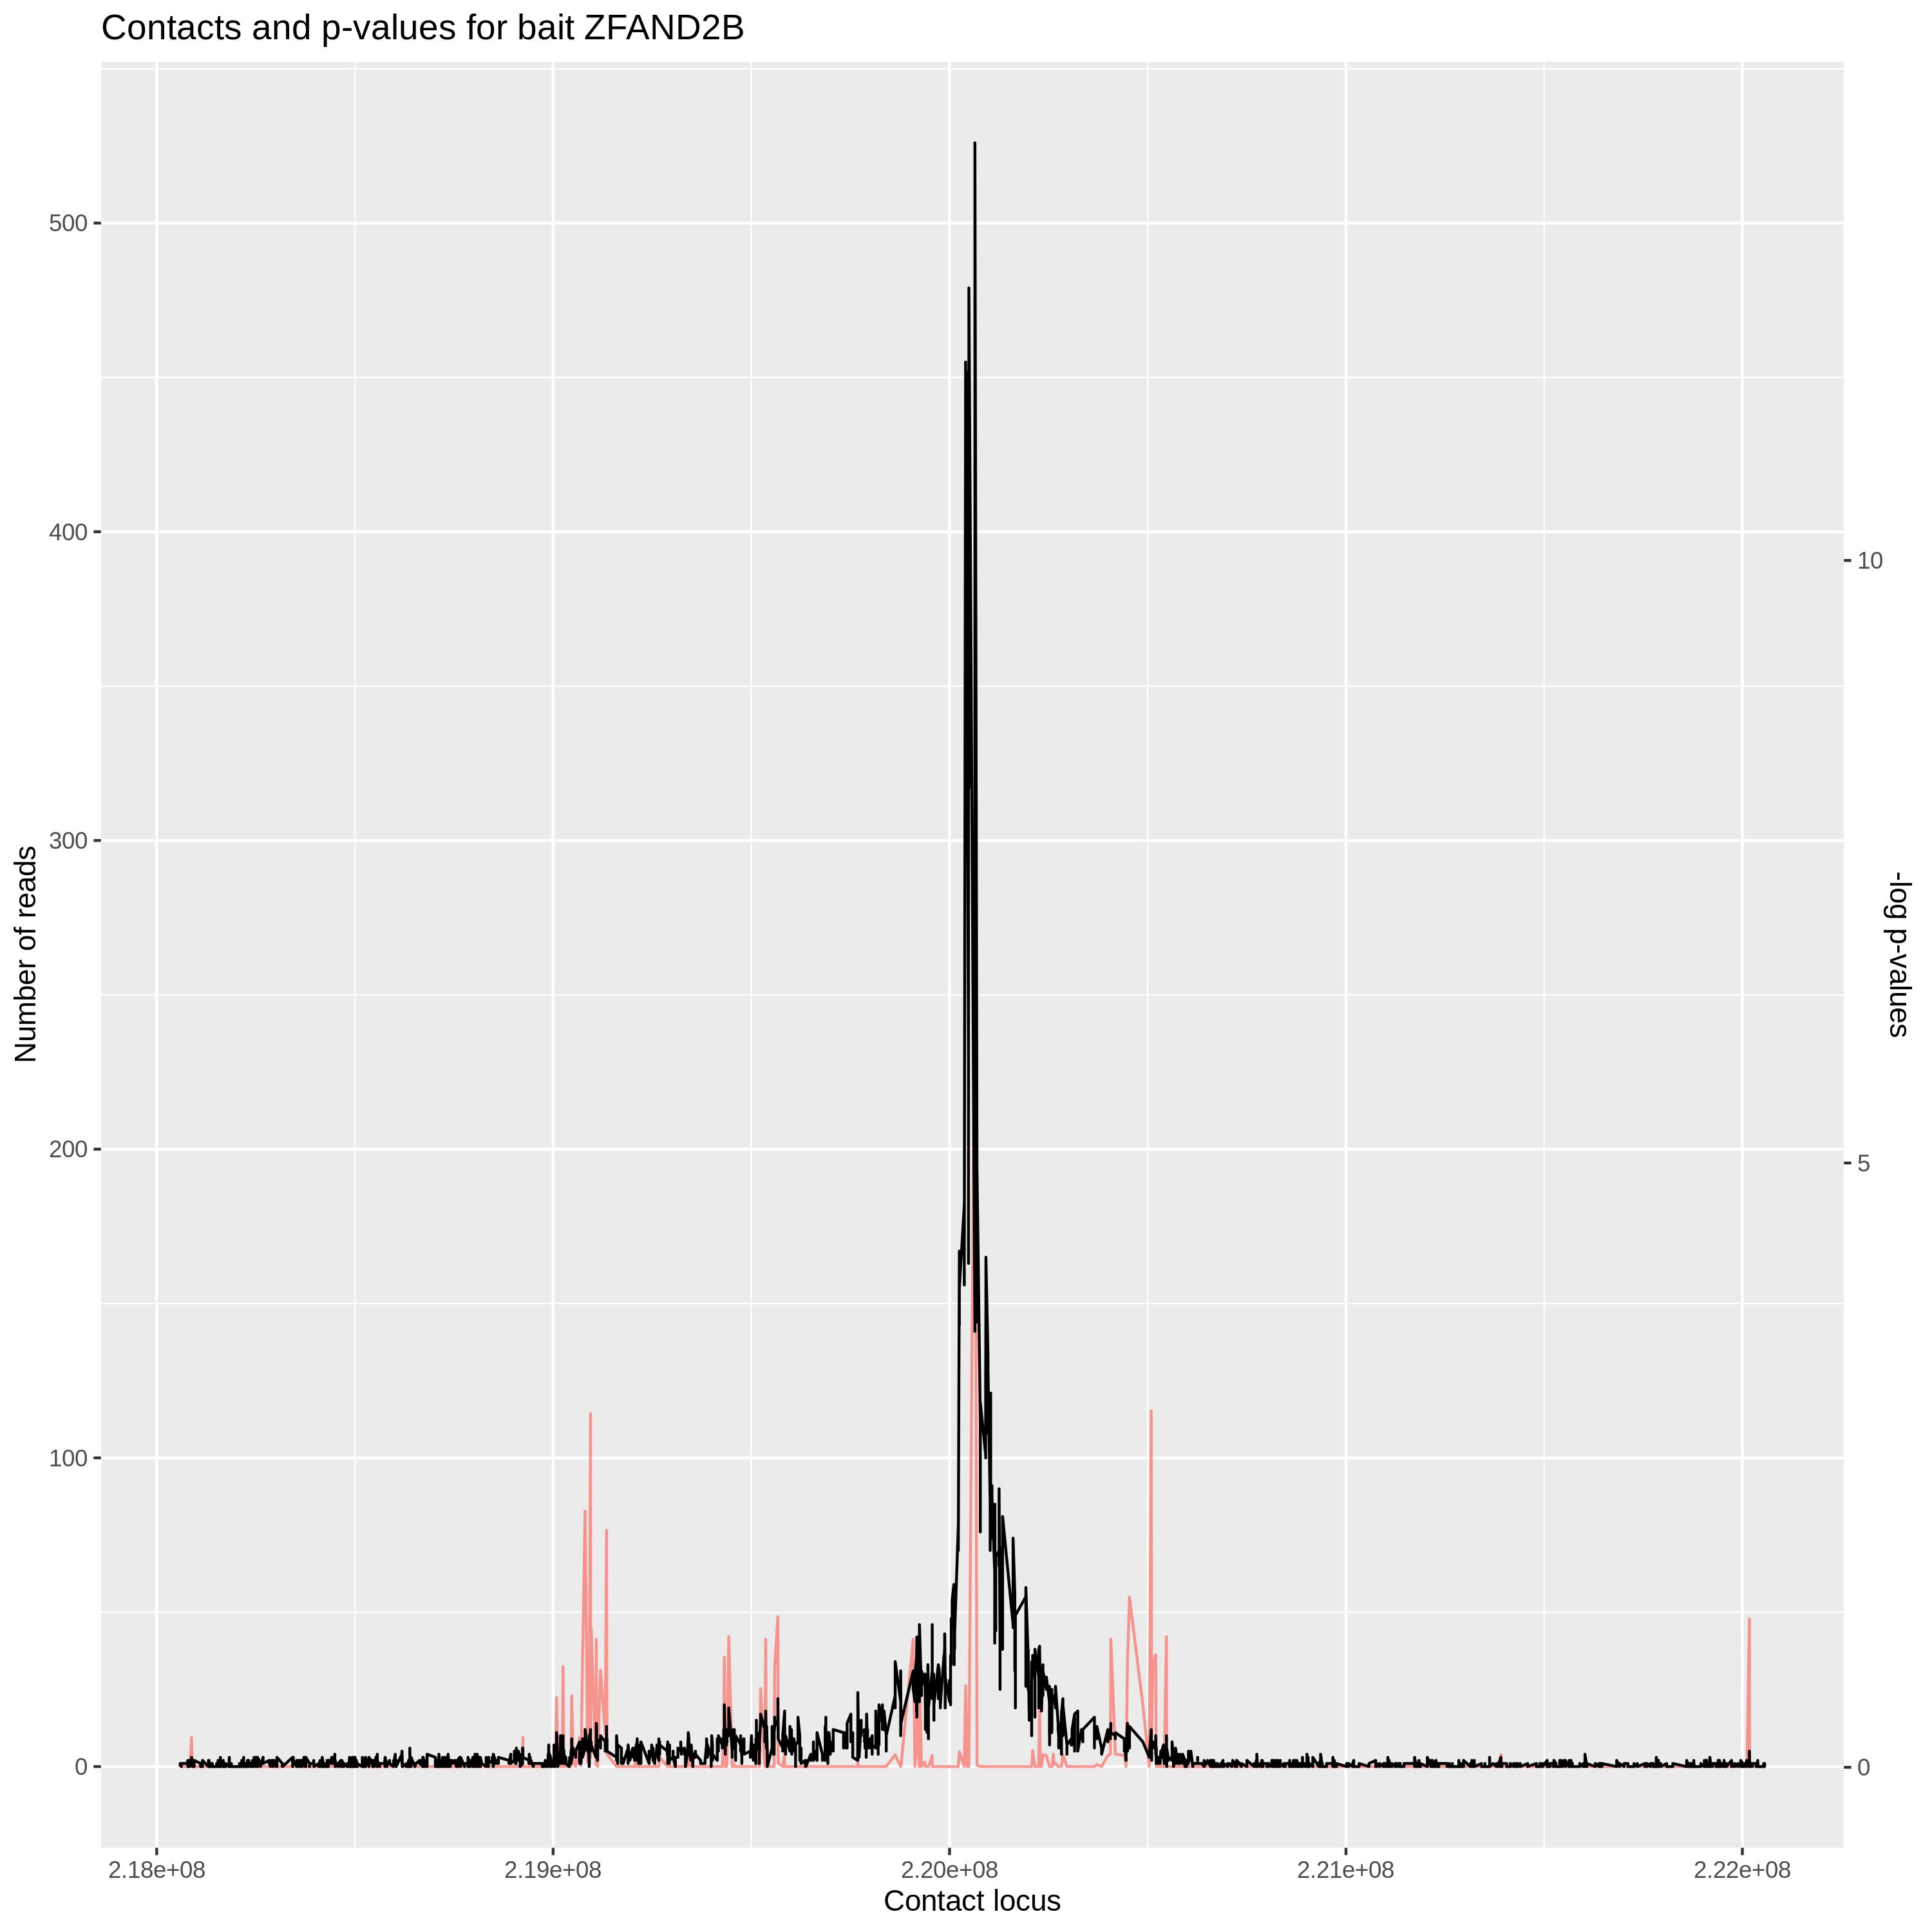 Contacts and p-values for bait ZFAND2B
500
400
300
200
100
0
Number of reads
10
5
0
-log p-values
2.18e+08
2.19e+08
2.20e+08
2.21e+08
2.22e+08
Contact locus